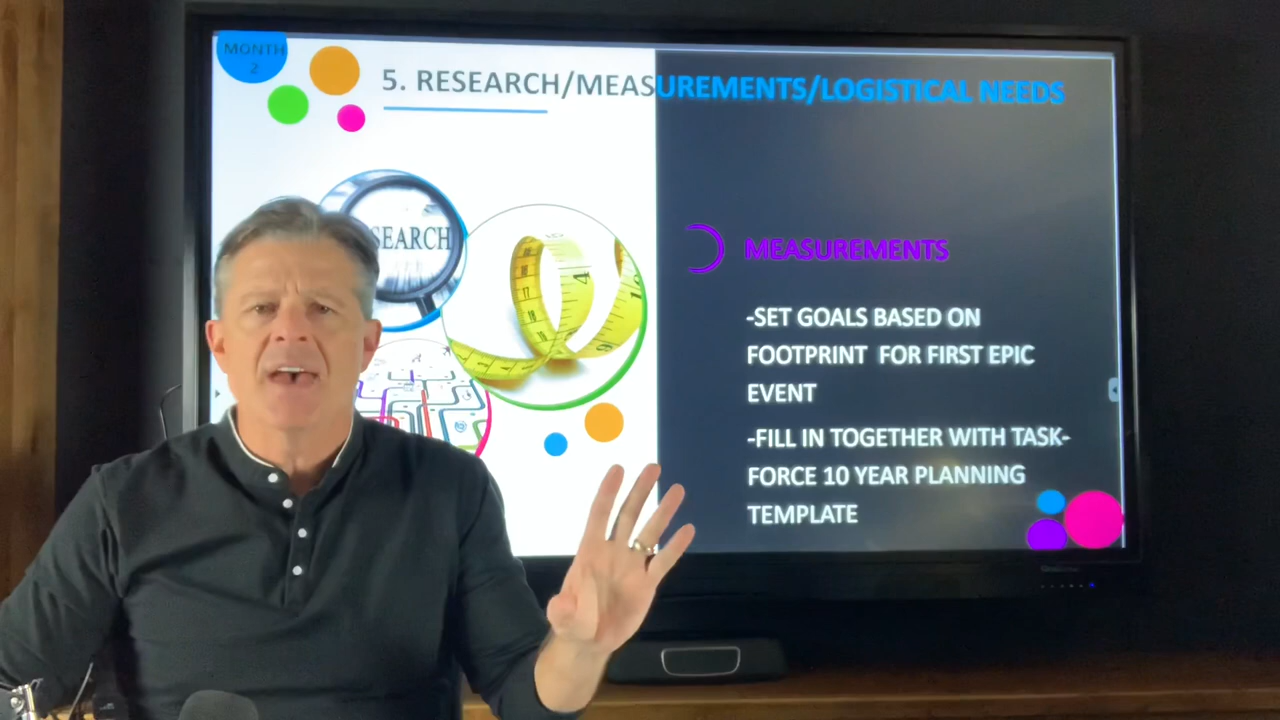 MONTH
2
5. RESEARCH/MEASUREMENTS/LOGISTICAL NEEDS
SEARCH
MEASUREMENTS
-SET GOALS BASED ON
FOOTPRINT FOR FIRST EPIC
EVENT
-FILL IN TOGETHER WITH TASK-
FORCE 10 YEAR PLANNING
TEMPLATE